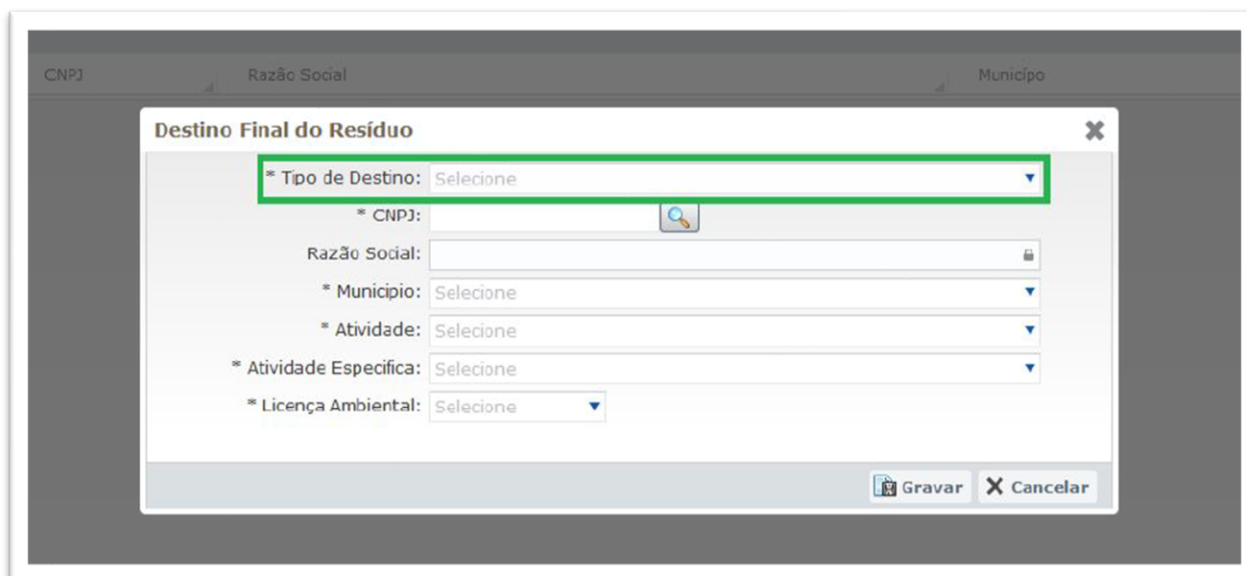 CNPJ Razão Social Municípo
Destino Final do Resíduo
* Tipo de Destino: Selecione
* CNPJ:
Razão Social:
* Municipio: Selecione
* Atividade: Selecione
* Atividade Especifica: Selecione
* Licença Ambiental: Selecione
Gravar Cancelar